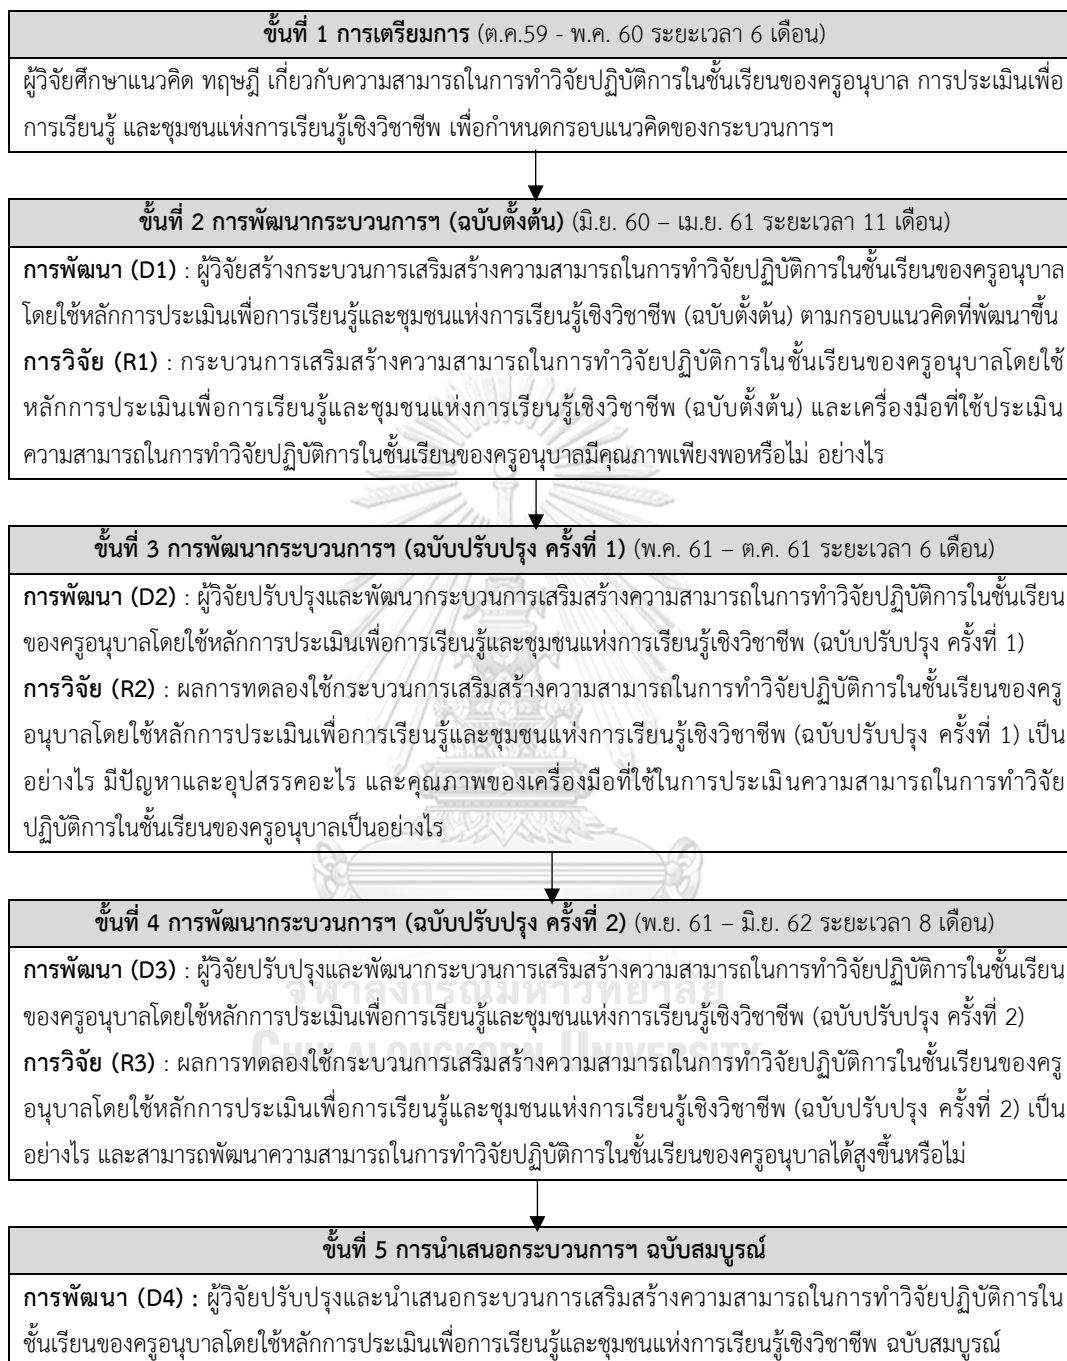 ขั้นที่ 1 การเตรียมการ (ต.ค.59 - พ.ค. 60 ระยะเวลา 6 เดือน)
ผู้วิจัยศึกษาแนวคิด ทฤษฎี เกี่ยวกับความสามารถในการทำวิจัยปฏิบัติการในชั้นเรียนของครูอนุบาล การประเมินเพื่อ
การเรียนรู้ และชุมชนแห่งการเรียนรู้เชิงวิชาชีพ เพื่อกำหนดกรอบแนวคิดของกระบวนการฯ
ขั้นที่ 2 การพัฒนากระบวนการฯ (ฉบับตั้งต้น) (มิ.ย. 60 – เม.ย. 61 ระยะเวลา 11 เดือน)
การพัฒนา (D1) : ผู้วิจัยสร้างกระบวนการเสริมสร้างความสามารถในการทำวิจัยปฏิบัติการในชั้นเรียนของครูอนุบาล
โดยใช้หลักการประเมินเพื่อการเรียนรู้และชุมชนแห่งการเรียนรู้เชิงวิชาชีพ (ฉบับตั้งต้น) ตามกรอบแนวคิดที่พัฒนาขึ้น
การวิจัย (R1) : กระบวนการเสริมสร้างความสามารถในการทำวิจัยปฏิบัติการในชั้นเรียนของครูอนุบาลโดยใช้
หลักการประเมินเพื่อการเรียนรู้และชุมชนแห่งการเรียนรู้เชิงวิชาชีพ (ฉบับตั้งต้น) และเครื่องมือที่ใช้ประเมิน
ความสามารถในการทำวิจัยปฏิบัติการในชั้นเรียนของครูอนุบาลมีคุณภาพเพียงพอหรือไม่ อย่างไร
ขั้นที่ 3 การพัฒนากระบวนการฯ (ฉบับปรับปรุง ครั้งที่ 1) (พ.ค. 61 – ต.ค. 61 ระยะเวลา 6 เดือน)
การพัฒนา (D2) : ผู้วิจัยปรับปรุงและพัฒนากระบวนการเสริมสร้างความสามารถในการทำวิจัยปฏิบัติการในชั้นเรียน
ของครูอนุบาลโดยใช้หลักการประเมินเพื่อการเรียนรู้และชุมชนแห่งการเรียนรู้เชิงวิชาชีพ (ฉบับปรับปรุง ครั้งที่ 1)
การวิจัย (R2) : ผลการทดลองใช้กระบวนการเสริมสร้างความสามารถในการทำวิจัยปฏิบัติการในชั้นเรียนของครู
อนุบาลโดยใช้หลักการประเมินเพื่อการเรียนรู้และชุมชนแห่งการเรียนรู้เชิงวิชาชีพ (ฉบับปรับปรุง ครั้งที่ 1) เป็น
อย่างไร มีปัญหาและอุปสรรคอะไร และคุณภาพของเครื่องมือที่ใช้ในการประเมินความสามารถในการทำวิจัย
ปฏิบัติการในชั้นเรียนของครูอนุบาลเป็นอย่างไร
ขั้นที่ 4 การพัฒนากระบวนการฯ (ฉบับปรับปรุง ครั้งที่ 2) (พ.ย. 61 – มิ.ย. 62 ระยะเวลา 8 เดือน)
การพัฒนา (D3) : ผู้วิจัยปรับปรุงและพัฒนากระบวนการเสริมสร้างความสามารถในการทำวิจัยปฏิบัติการในชั้นเรียน
จุฬาลงกรณ์มหาวิทยาลัย
ของครูอนุบาลโดยใช้หลักการประเมินเพื่อการเรียนรู้และชุมชนแห่งการเรียนรู้เชิงวิชาชีพ (ฉบับปรับปรุง ครั้งที่ 2)
CHULALONGKORN UNIVERSITY
การวิจัย (R3) : ผลการทดลองใช้กระบวนการเสริมสร้างความสามารถในการทำวิจัยปฏิบัติการในชั้นเรียนของครู
อนุบาลโดยใช้หลักการประเมินเพื่อการเรียนรู้และชุมชนแห่งการเรียนรู้เชิงวิชาชีพ (ฉบับปรับปรุง ครั้งที่ 2) เป็น
อย่างไร และสามารถพัฒนาความสามารถในการทำวิจัยปฏิบัติการในชั้นเรียนของครูอนุบาลได้สูงขึ้นหรือไม่
ขั้นที่ 5 การนำเสนอกระบวนการฯ ฉบับสมบูรณ์
การพัฒนา (D4) : ผู้วิจัยปรับปรุงและนำเสนอกระบวนการเสริมสร้างความสามารถในการทำวิจัยปฏิบัติการใน
ชั้นเรียนของครูอนุบาลโดยใช้หลักการประเมินเพื่อการเรียนรู้และชุมชนแห่งการเรียนรู้เชิงวิชาชีพ ฉบับสมบูรณ์